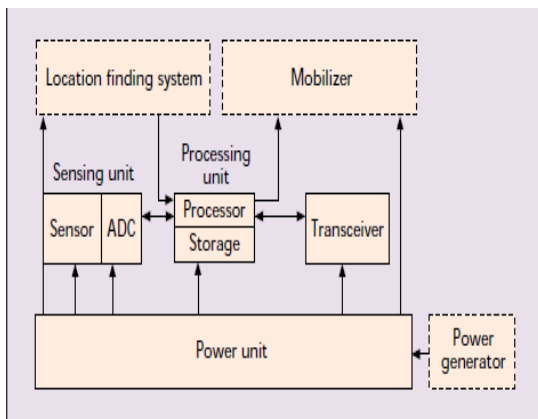 Location finding system
Mobilizer
Sensing unit
Processing
unit
Sensor
ADC
Processor
Storage
Transceiver
Power unit
Power
generator